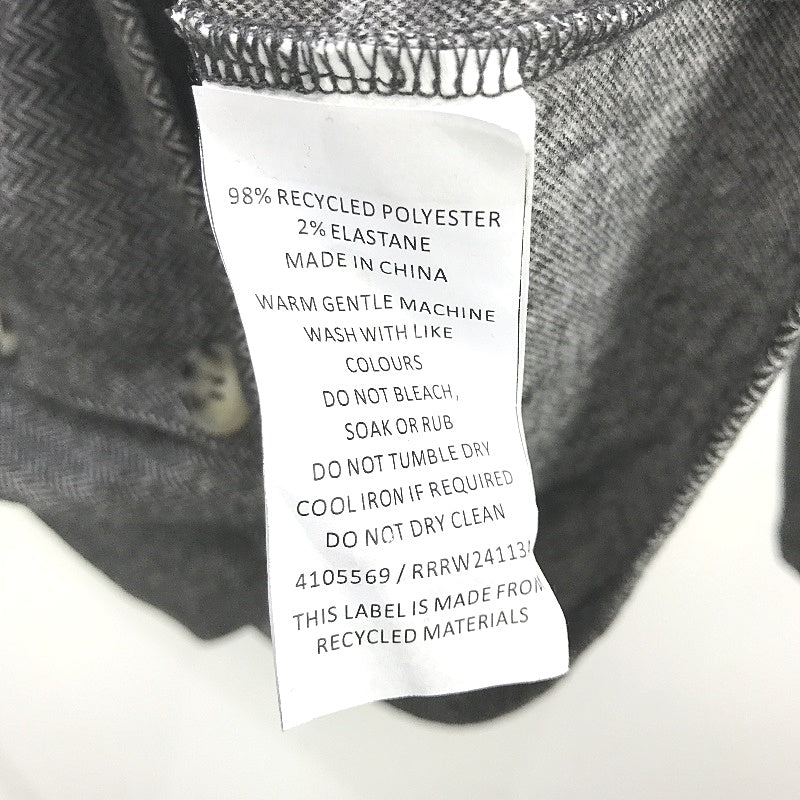 98% RECYCLED POLYESTER
2% ELASTANE
MADE IN CHINA
WARM GENTLE MACHINE
WASH WITH LIKE
COLOURS
DO NOT BLEACH,
SOAK OR RUB
DO NOT TUMBLE DRY
COOL IRON IF REQUIRED
DO NOT DRY CLEAN
4105569 /
THIS LABEL IS MADE FROM
RECYCLED MATERIALS